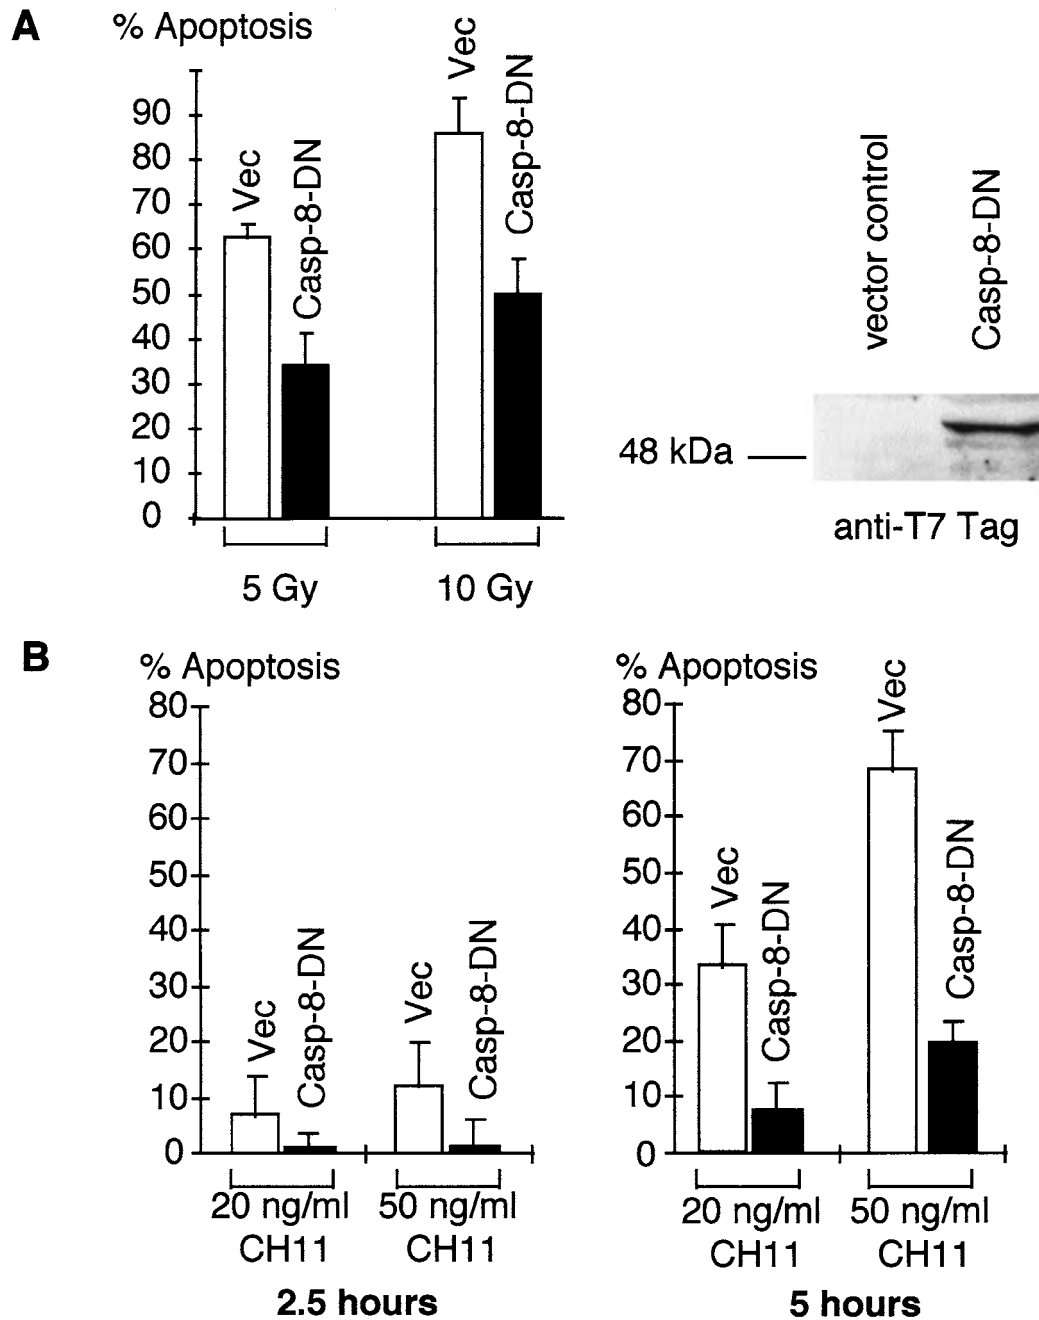 A
% Apoptosis
90
80
70
60
50
40
30
20
10
0
Vec
Casp-8-DN
Vec
Casp-8-DN
5 Gy
10 Gy
vector control
Casp-8-DN
48 kDa
anti-T7 Tag
B
% Apoptosis
80
70
60
50
40
30
20
10
0
Vec
Casp-8-DN
Vec
Casp-8-DN
20 ng/ml
CH11
50 ng/ml
CH11
2.5 hours
% Apoptosis
80
70
60
50
40
30
20
10
0
Vec
Casp-8-DN
Vec
Casp-8-DN
20 ng/ml
CH11
50 ng/ml
CH11
5 hours